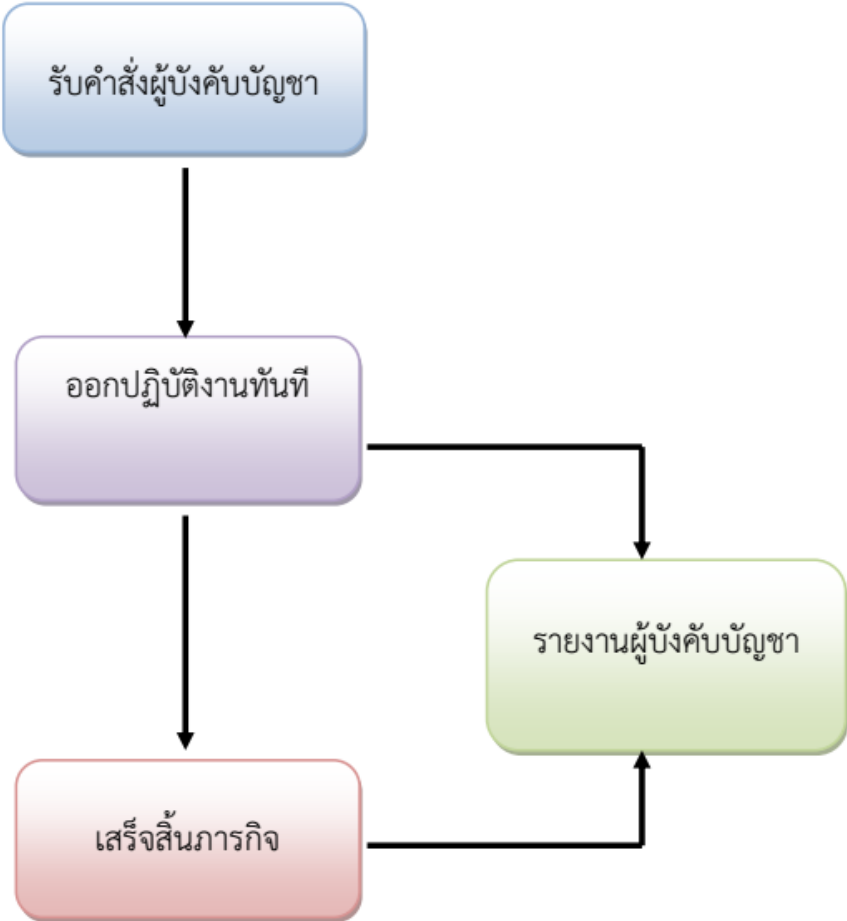 รับคำสั่งผู้บังคับบัญชา
ออกปฏิบัติงานทันที
รายงานผู้บังคับบัญชา
เสร็จสิ้นภารกิจ